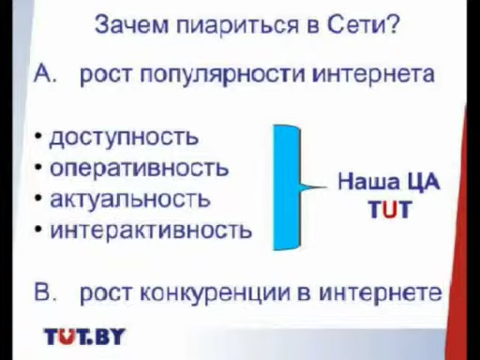 Зачем пиариться в Сети?
А. рост популярности интернета
• доступность
• оперативность
• актуальность
• интерактивность
Наша ЦА
TUT
В. рост конкуренции в интернете
TUT.BY